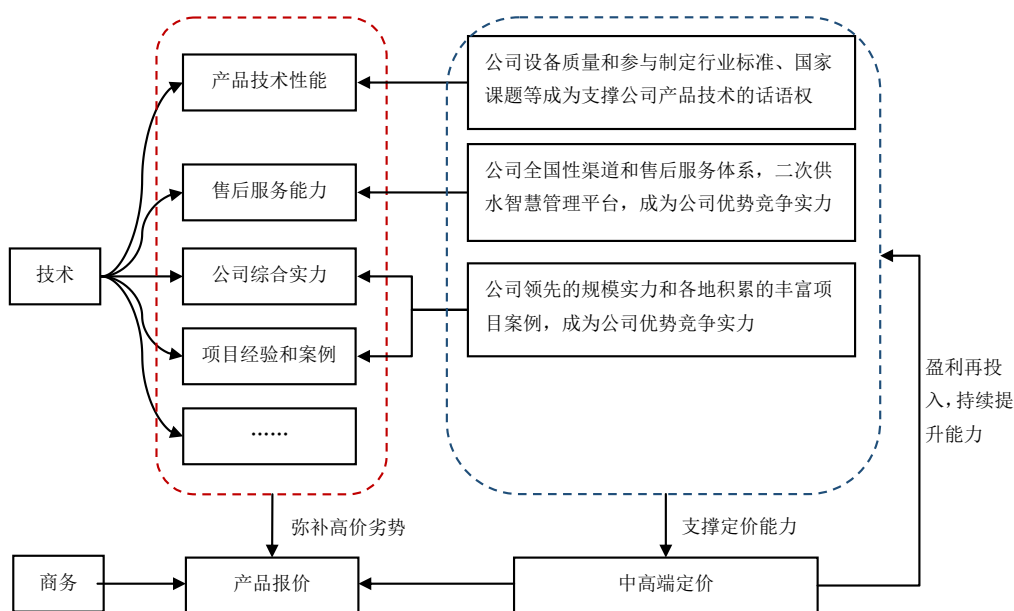 产品技术性能
公司设备质量和参与制定行业标准、国家
课题等成为支撑公司产品技术的话语权
售后服务能力
公司全国性渠道和售后服务体系，二次供
水智慧管理平台，成为公司优势竞争实力
技术
公司综合实力
公司领先的规模实力和各地积累的丰富项
目案例，成为公司优势竞争实力
项目经验和案例
……
盈利再投
入，持续提
升能力
弥补高价劣势
支撑定价能力
商务
产品报价
中高端定价